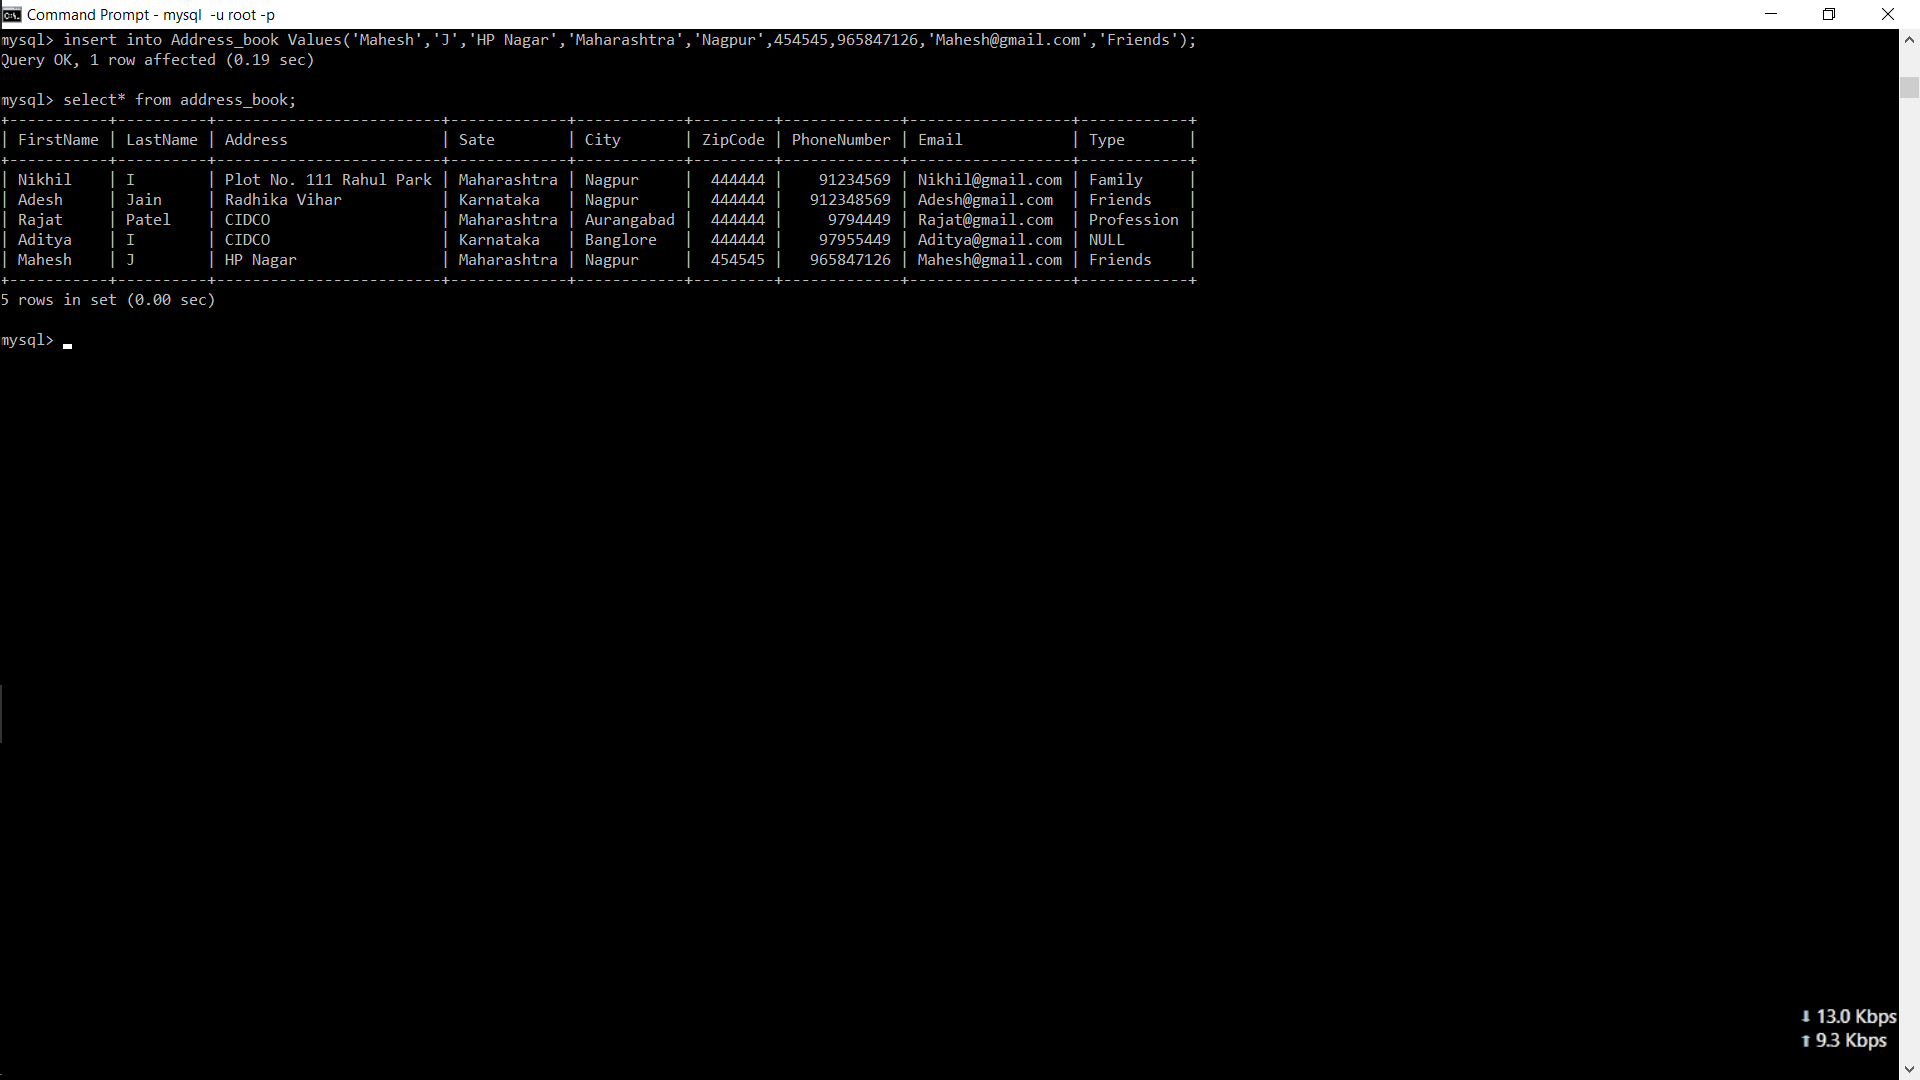 Command Prompt - mysql  -u root -p
mysql> insert into Address_book Values('Mahesh','J','HP Nagar','Maharashtra','Nagpur',454545,965847126,'Mahesh@gmail.com','Friends');
Query OK, 1 row affected (0.19 sec)
mysql> select* from address_book;
+-----------+----------+-------------------------+-------------+------------+---------+-------------+------------------+------------+
| FirstName | LastName | Address                 | Sate        | City       | ZipCode | PhoneNumber | Email            | Type       |
+-----------+----------+-------------------------+-------------+------------+---------+-------------+------------------+------------+
| Nikhil    | I        | Plot No. 111 Rahul Park | Maharashtra | Nagpur     |  444444 |    91234569 | Nikhil@gmail.com | Family     |
| Adesh     | Jain     | Radhika Vihar           | Karnataka   | Nagpur     |  444444 |   912348569 | Adesh@gmail.com  | Friends    |
| Rajat     | Patel    | CIDCO                   | Maharashtra | Aurangabad |  444444 |     9794449 | Rajat@gmail.com  | Profession |
| Aditya    | I        | CIDCO                   | Karnataka   | Banglore   |  444444 |    97955449 | Aditya@gmail.com | NULL       |
| Mahesh    | J        | HP Nagar                | Maharashtra | Nagpur     |  454545 |   965847126 | Mahesh@gmail.com | Friends    |
+-----------+----------+-------------------------+-------------+------------+---------+-------------+------------------+------------+
5 rows in set (0.00 sec)
mysql>
⬇ 13.0 Kbps
⬆ 9.3 Kbps